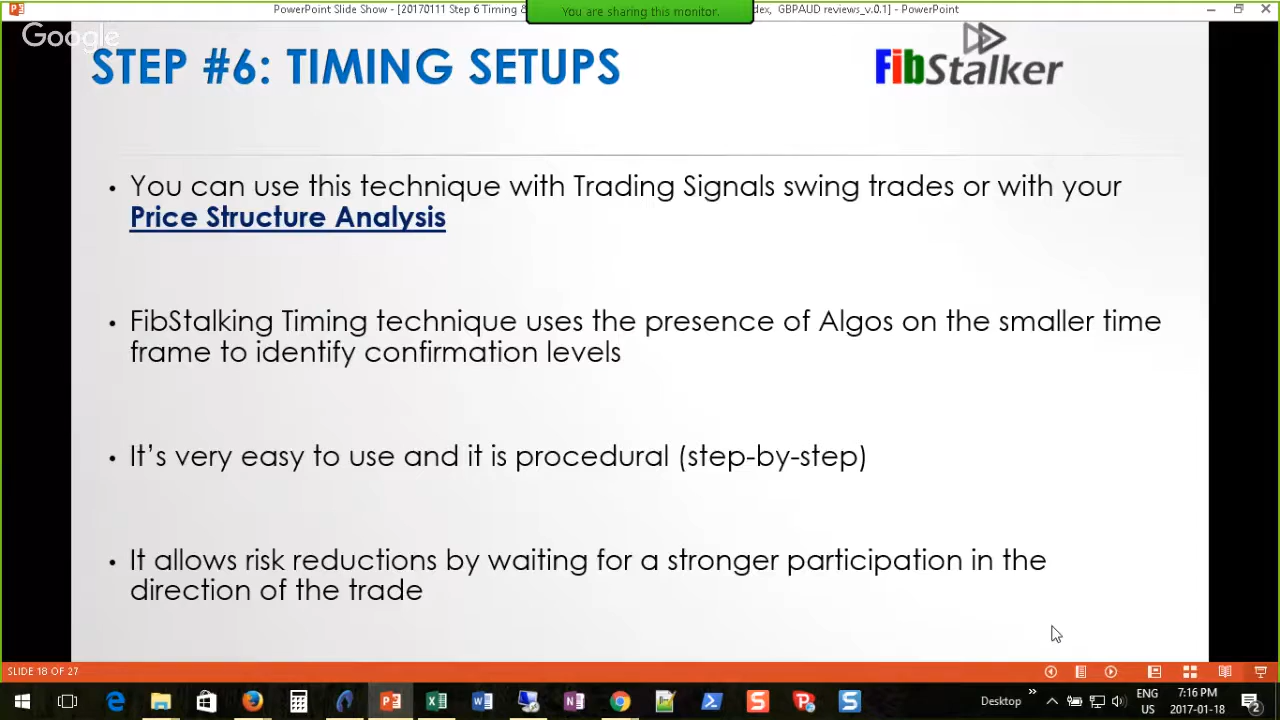 PowerPoint Slide Show - [20170111 Step 6 Timing &
You are sharing this monitor.
dex, GBPAUD reviews_v.0.1] - PowerPoint
Google
STEP #6: TIMING SETUPS
FibStalker
• You can use this technique with Trading Signals swing trades or with your
Price Structure Analysis
• FibStalking Timing technique uses the presence of Algos on the smaller time
frame to identify confirmation levels
• It's very easy to use and it is procedural (step-by-step)
• It allows risk reductions by waiting for a stronger participation in the
direction of the trade
SLIDE 18 OF 27
Desktop
ENG
US
7:16 PM
2017-01-18
2